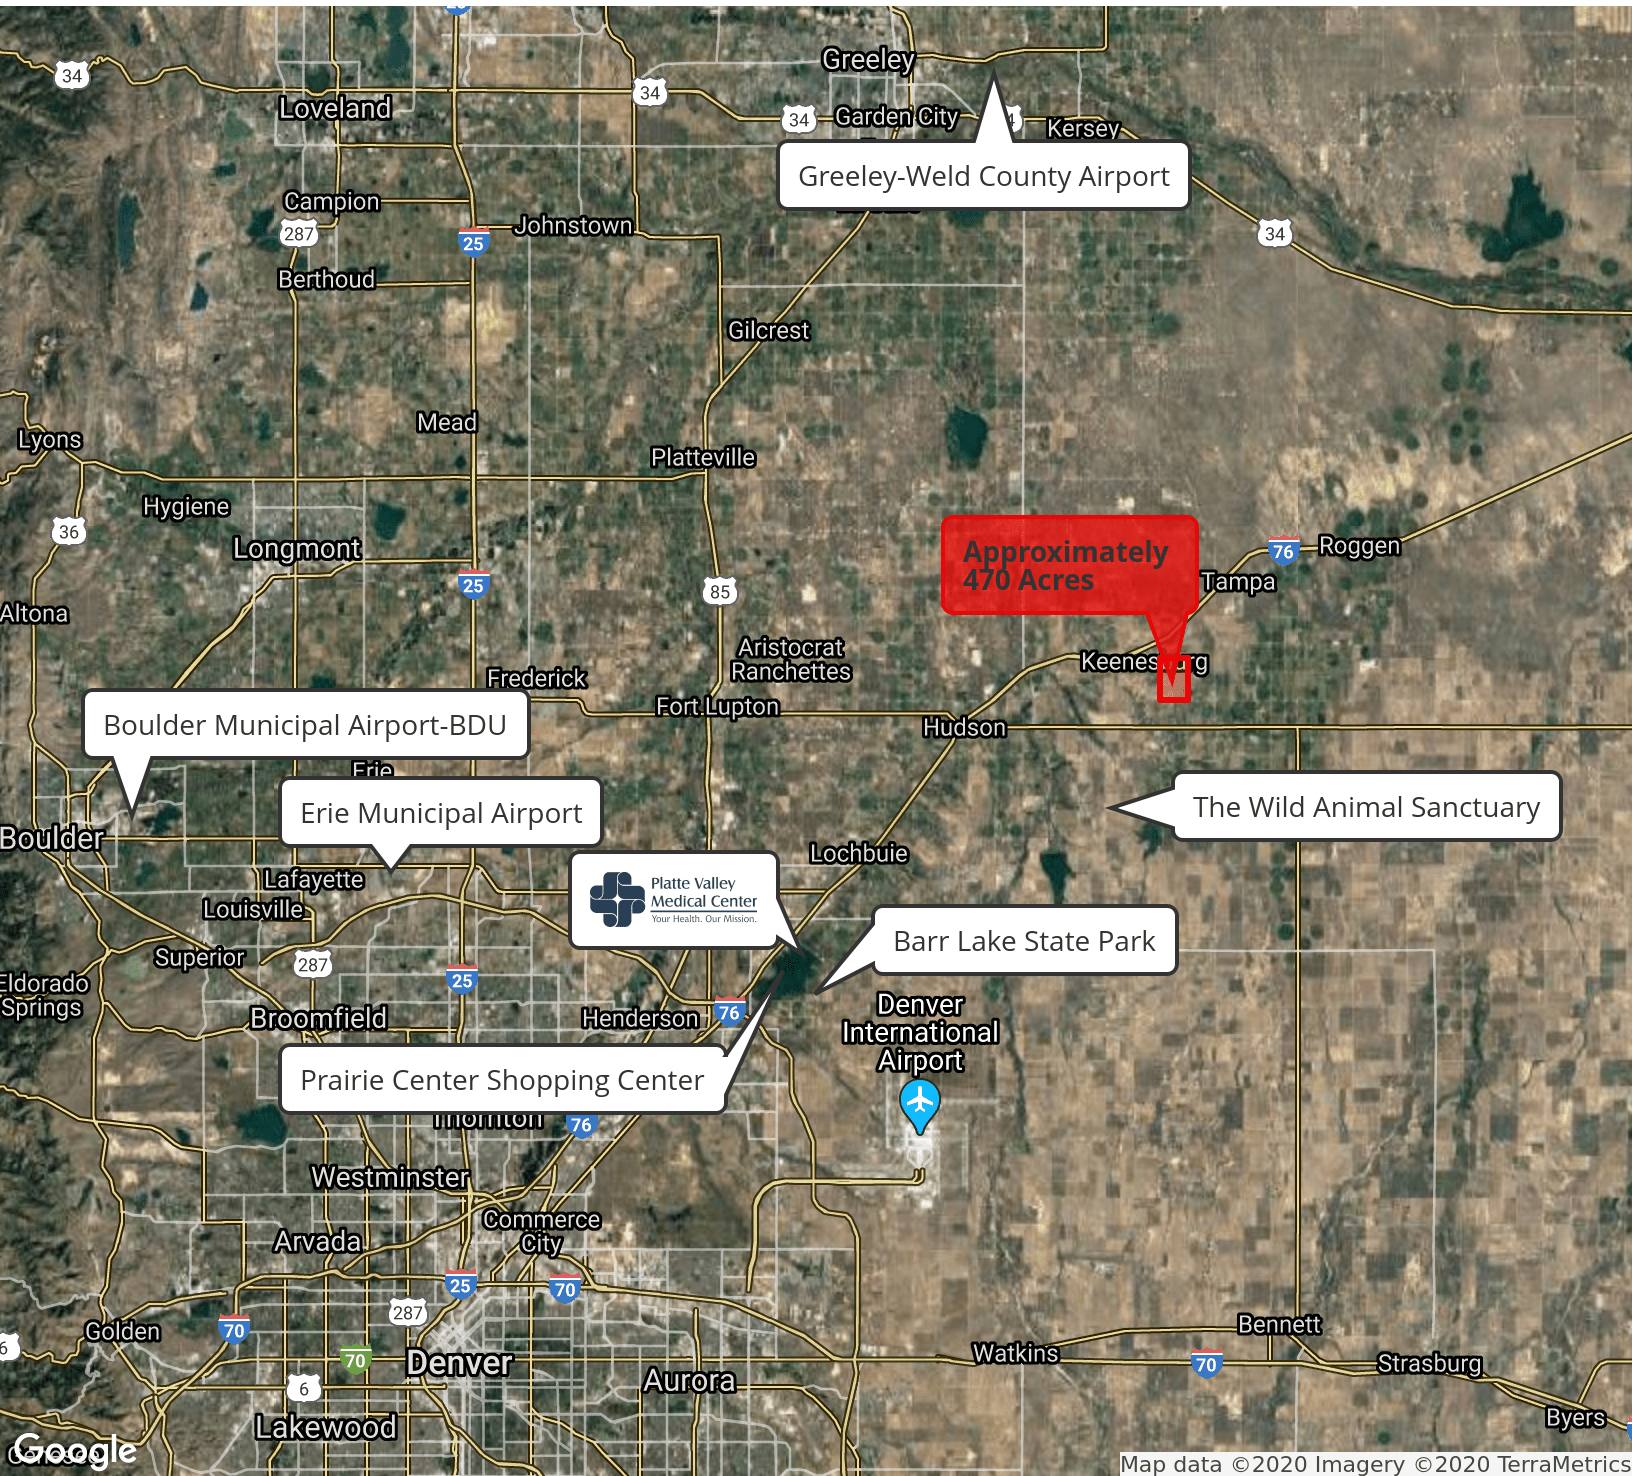 34
Loveland
34
Greeley
34
Garden City
Kersey
Greeley-Weld County Airport
Campion
287
25
Johnstown
34
Berthoud
Gilcrest
Mead
Lyons
Platteville
Hygiene
36
Longmont
25
85
Approximately
470 Acres
76
Roggen
Tampa
Altona
Aristocrat
Ranchettes
Keenesburg
Frederick
Fort Lupton
Hudson
Boulder Municipal Airport-BDU
Erie
Erie Municipal Airport
The Wild Animal Sanctuary
Boulder
Lochbuie
Lafayette
Louisville
Platte Valley
Medical Center
Your Health. Our Mission.
Barr Lake State Park
Superior
287
25
Eldorado
Springs
Broomfield
Henderson
76
Denver
International
Airport
Prairie Center Shopping Center
Thornton
76
Westminster
Commerce
City
Arvada
25
70
287
Golden
70
6
70
Denver
6
Aurora
Watkins
Bennett
70
Strasburg
Lakewood
Byers
Google
Map data ©2020 Imagery ©2020 TerraMetrics